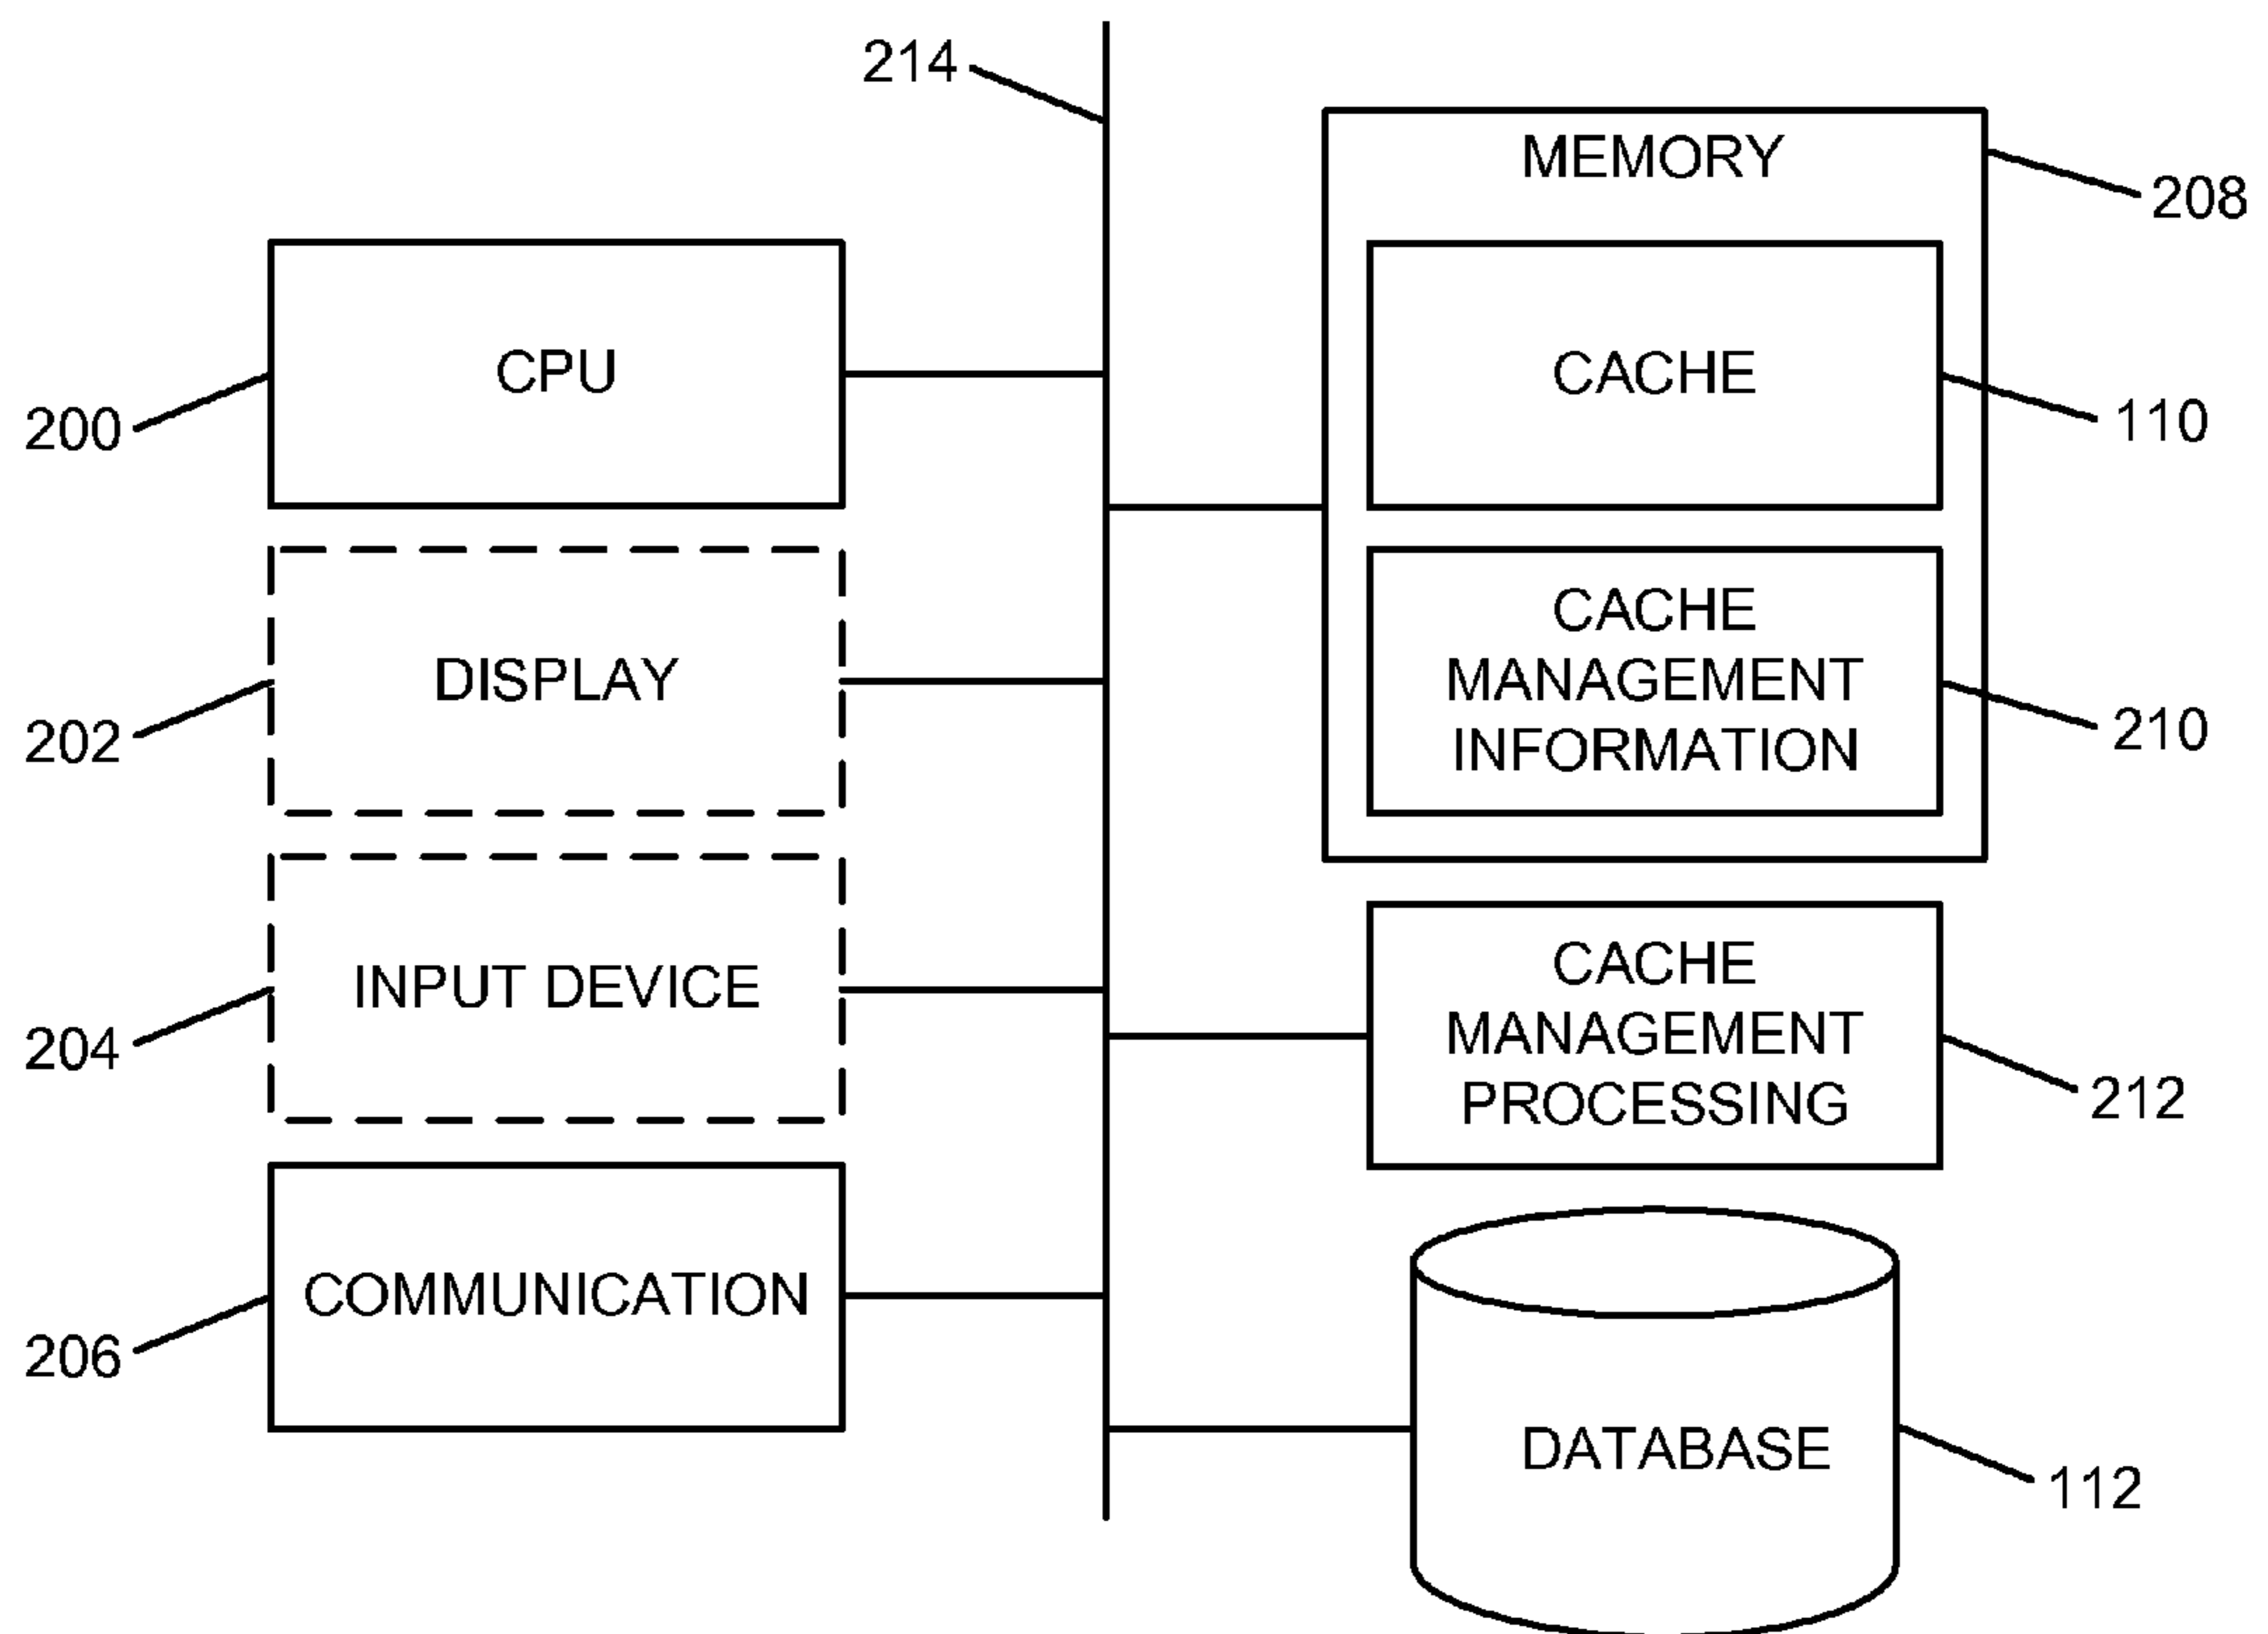 214
MEMORY
208
CPU
200
CACHE
110
DISPLAY
202
CACHE
MANAGEMENT
INFORMATION
210
INPUT DEVICE
204
CACHE
MANAGEMENT
PROCESSING
212
COMMUNICATION
206
DATABASE
112